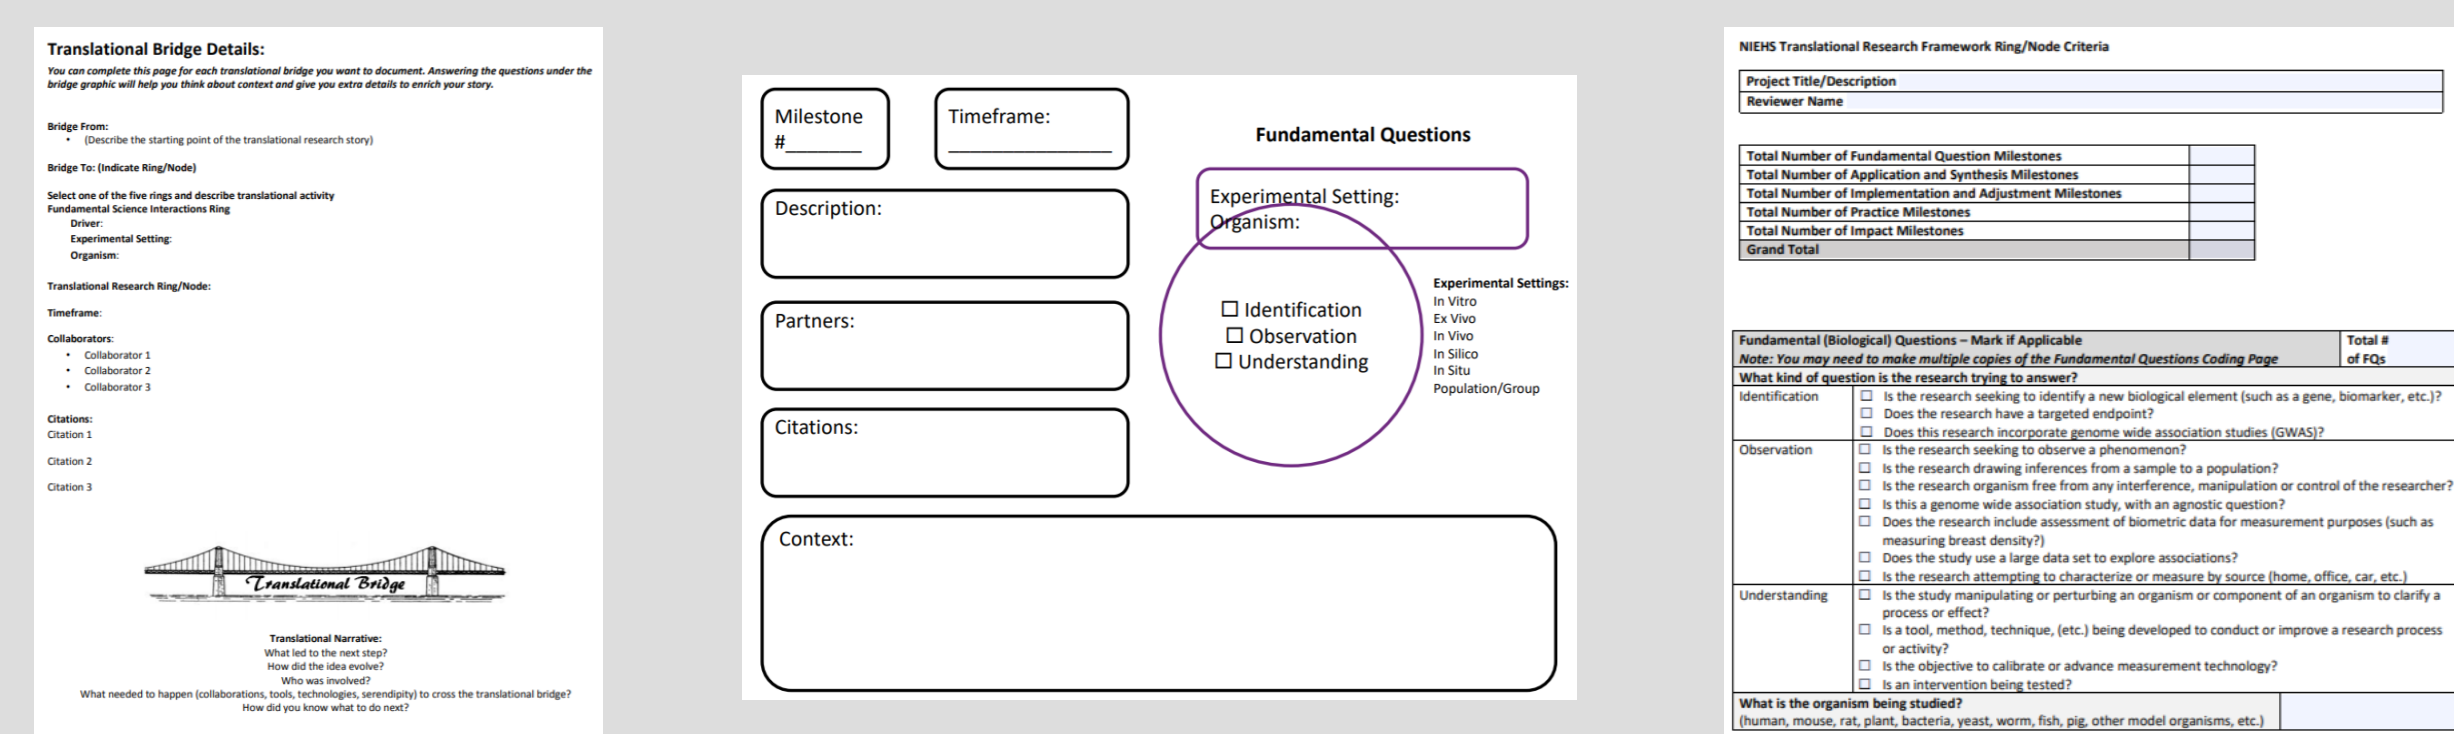 Translational Bridge Details:
You can complete this page for each translational bridge you want to document. Answering the questions under the
bridge graphic will help you think about context and give you extra details to enrich your story.
Bridge From:
• (Describe the starting point of the translational research story)
Bridge To: (Indicate Ring/Node)
Select one of the five rings and describe translational activity
Fundamental Science Interactions Ring
Driver:
Experimental Setting:
Organism:
Translational Research Ring/Node:
Timeframe:
Collaborators:
• Collaborator 1
• Collaborator 2
• Collaborator 3
Citations:
Citation 1
Citation 2
Citation 3
Translational Bridge
Translational Narrative:
What led to the next step?
How did the idea evolve?
Who was involved?
What needed to happen (collaborations, tools, technologies, serendipity) to cross the translational bridge?
How did you know what to do next?
Milestone
#_______
Timeframe:
_______________
Description:
Partners:
Citations:
Context:
Fundamental Questions
Experimental Setting:
Organism:
☐ Identification
☐ Observation
☐ Understanding
Experimental Settings:
In Vitro
Ex Vivo
In Vivo
In Silico
In Situ
Population/Group
NIEHS Translational Research Framework Ring/Node Criteria
Project Title/Description
Reviewer Name
Total Number of Fundamental Question Milestones
Total Number of Application and Synthesis Milestones
Total Number of Implementation and Adjustment Milestones
Total Number of Practice Milestones
Total Number of Impact Milestones
Grand Total
Fundamental (Biological) Questions – Mark if Applicable
Note: You may need to make multiple copies of the Fundamental Questions Coding Page
Total #
of FQs
What kind of question is the research trying to answer?
Identification
☐ Is the research seeking to identify a new biological element (such as a gene, biomarker, etc.)?
☐ Does the research have a targeted endpoint?
☐ Does this research incorporate genome wide association studies (GWAS)?
Observation
☐ Is the research seeking to observe a phenomenon?
☐ Is the research drawing inferences from a sample to a population?
☐ Is the research organism free from any interference, manipulation or control of the researcher?
☐ Is this a genome wide association study, with an agnostic question?
☐ Does the research include assessment of biometric data for measurement purposes (such as
measuring breast density?)
☐ Does the study use a large data set to explore associations?
☐ Is the research attempting to characterize or measure by source (home, office, car, etc.)
Understanding
☐ Is the study manipulating or perturbing an organism or component of an organism to clarify a
process or effect?
☐ Is a tool, method, technique, (etc.) being developed to conduct or improve a research process
or activity?
☐ Is the objective to calibrate or advance measurement technology?
☐ Is an intervention being tested?
What is the organism being studied?
(human, mouse, rat, plant, bacteria, yeast, worm, fish, pig, other model organisms, etc.)